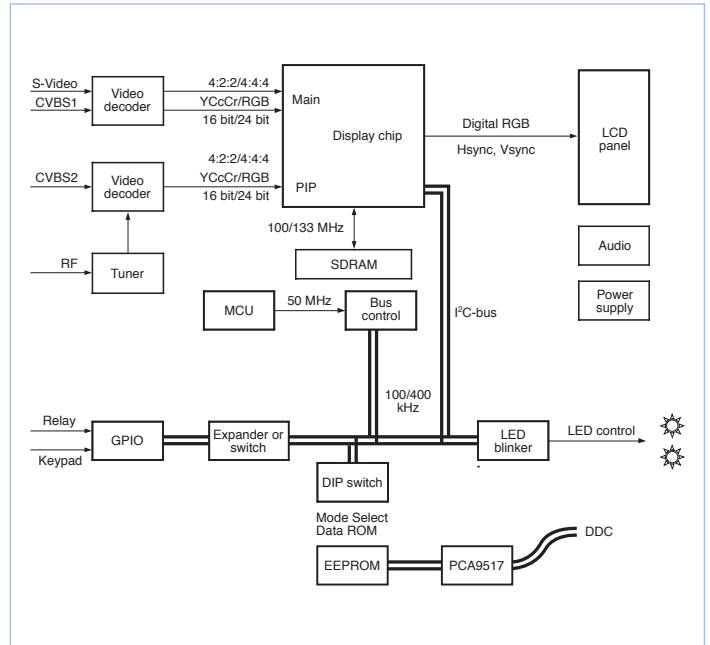 S-Video
CVBS1
Video
decoder
4:2:2/4:4:4
YCcCr/RGB
16 bit/24 bit
Main
Display chip
PIP
Digital RGB
Hsync, Vsync
LCD
panel
CVBS2
Video
decoder
4:2:2/4:4:4
YCcCr/RGB
16 bit/24 bit
100/133 MHz
SDRAM
RF
Tuner
Audio
Power
supply
MCU
50 MHz
Bus
control
I²C-bus
100/400
kHz
Relay
Keypad
GPIO
Expander or
switch
LED
blinker
LED control
DIP switch
Mode Select
Data ROM
EEPROM
PCA9517
DDC